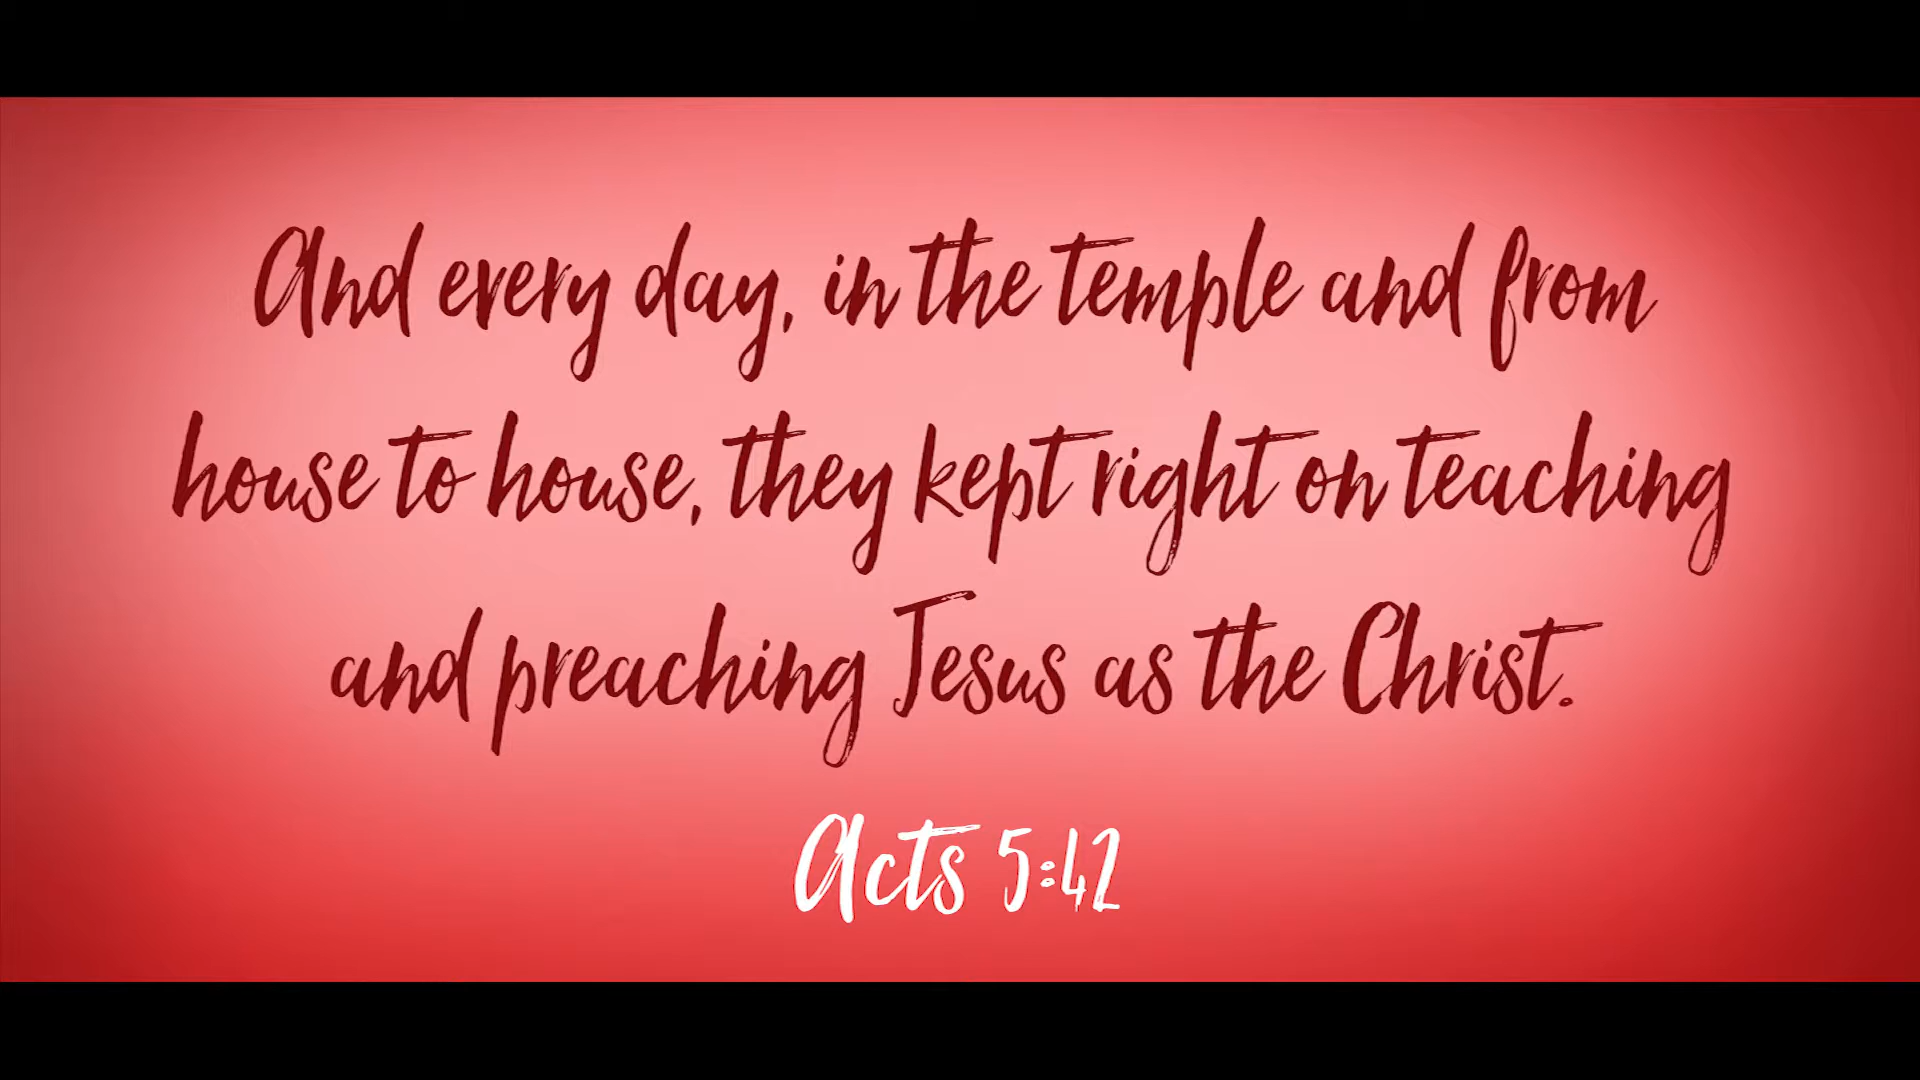 And every day, in the temple and from
house to house, they kept right on teaching
and preaching Jesus as the Christ.
Acts 5:42